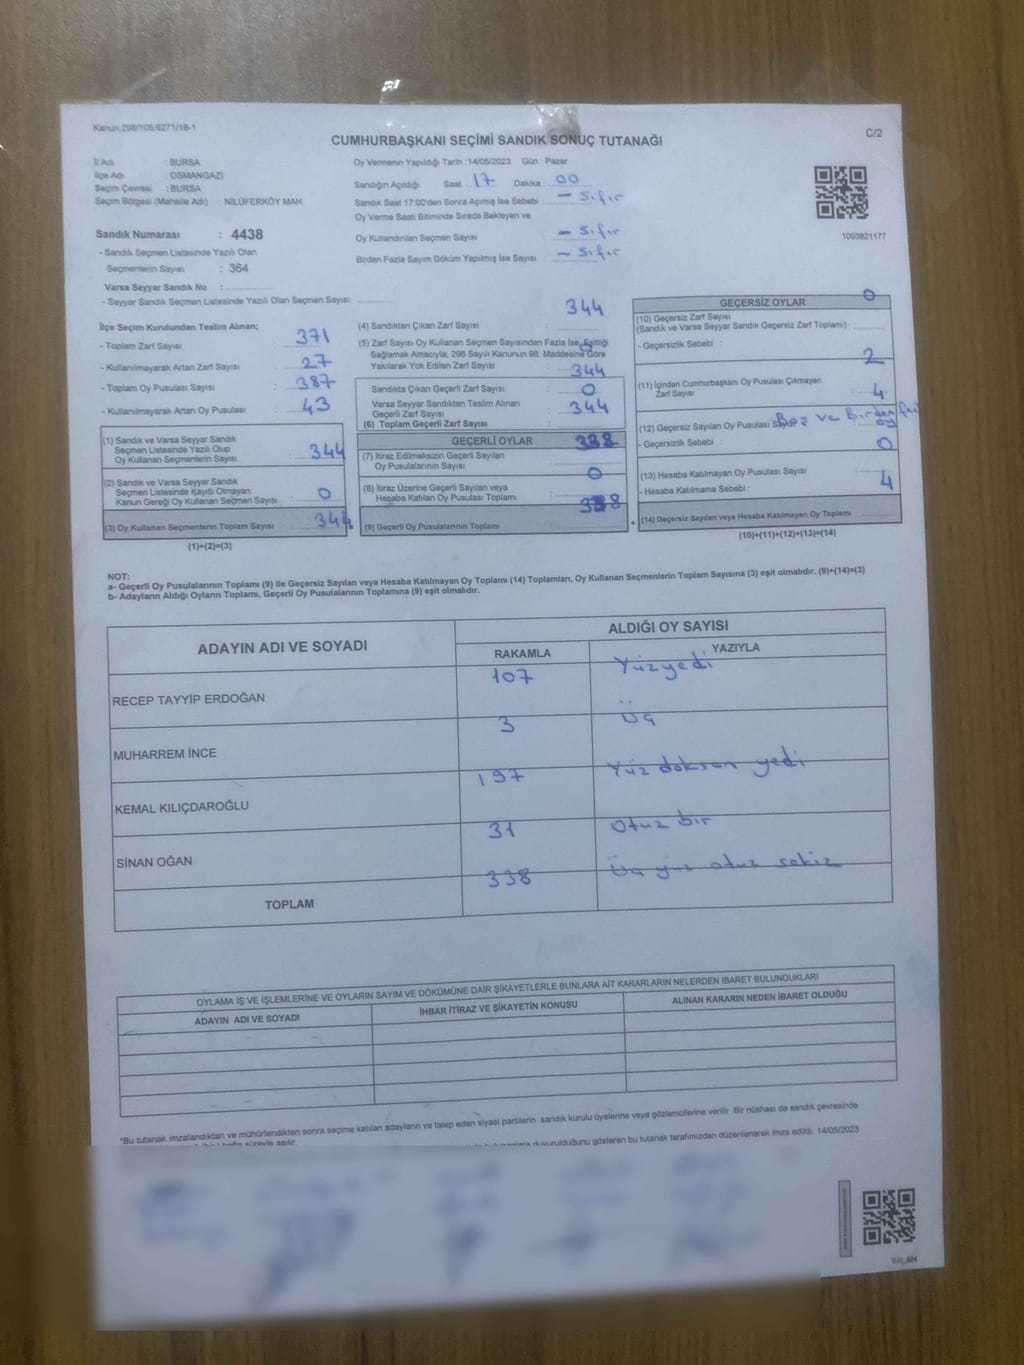 Kanun:298/105;6271/18-1
C/2
CUMHURBAŞKANI SEÇİMİ SANDIK SONUÇ TUTANAĞI
İl Adı : BURSA
İlçe Adı : OSMANGAZİ
Seçim Çevresi : BURSA
Seçim Bölgesi (Mahalle Adı) : NİLÜFERKÖY MAH.
Sandık Numarası : 4438
- Sandık Seçmen Listesinde Yazılı Olan
Seçmenlerin Sayısı : 364
Varsa Seyyar Sandık No :
- Seyyar Sandık Seçmen Listesinde Yazılı Olan Seçmen Sayısı:
Oy Vermenin Yapıldığı Tarih :14/05/2023 Gün : Pazar
Sandığın Açıldığı Saat : 17 Dakika : 00
Sandık Saat 17:00'den Sonra Açılmış İse Sebebi : - Sıfır
Oy Verme Saati Bitiminde Sırada Bekleyen ve
Oy Kullandırılan Seçmen Sayısı : - Sıfır
Birden Fazla Sayım Döküm Yapılmış İse Sayısı : - Sıfır
1093821177
İlçe Seçim Kurulundan Teslim Alınan;
- Toplam Zarf Sayısı : 371
- Kullanılmayarak Artan Zarf Sayısı : 27
- Toplam Oy Pusulası Sayısı : 387
- Kullanılmayarak Artan Oy Pusulası : 43
(1) Sandık ve Varsa Seyyar Sandık
Seçmen Listesinde Yazılı Olup
Oy Kullanan Seçmenlerin Sayısı : 344
(2) Sandık ve Varsa Seyyar Sandık
Seçmen Listesinde Kayıtlı Olmayan
Kanun Gereği Oy Kullanan Seçmen Sayısı : 0
(3) Oy Kullanan Seçmenlerin Toplam Sayısı : 344
(1)+(2)=(3)
(4) Sandıktan Çıkan Zarf Sayısı : 344
(5) Zarf Sayısı Oy Kullanan Seçmen Sayısından Fazla İse, Eşitliği
Sağlamak Amacıyla; 298 Sayılı Kanunun 98. Maddesine Göre
Yakılarak Yok Edilen Zarf Sayısı : 0
Sandıkta Çıkan Geçerli Zarf Sayısı : 344
Varsa Seyyar Sandıktan Teslim Alınan
Geçerli Zarf Sayısı : 0
(6) Toplam Geçerli Zarf Sayısı : 344
GEÇERLİ OYLAR
(7) İtiraz Edilmeksizin Geçerli Sayılan
Oy Pusulalarının Sayısı : 338
(8) İtiraz Üzerine Geçerli Sayılan veya
Hesaba Katılan Oy Pusulası Toplamı : 0
(9) Geçerli Oy Pusulalarının Toplamı : 338
GEÇERSİZ OYLAR
(10) Geçersiz Zarf Sayısı
(Sandık ve Varsa Seyyar Sandık Geçersiz Zarf Toplamı) : 0
- Geçersizlik Sebebi :
(11) İçinden Cumhurbaşkanı Oy Pusulası Çıkmayan
Zarf Sayısı : 2
(12) Geçersiz Sayılan Oy Pusulası Sayısı : 4
- Geçersizlik Sebebi : Boş ve Birden oy
(13) Hesaba Katılmayan Oy Pusulası Sayısı : 0
- Hesaba Katılmama Sebebi :
(14) Geçersiz Sayılan veya Hesaba Katılmayan Oy Toplamı : 4
(10)+(11)+(12)+(13)=(14)
NOT:
a- Geçerli Oy Pusulalarının Toplamı (9) ile Geçersiz Sayılan veya Hesaba Katılmayan Oy Toplamı (14) Toplamları, Oy Kullanan Seçmenlerin Toplam Sayısına (3) eşit olmalıdır. (9)+(14)=(3)
b- Adayların Aldığı Oyların Toplamı, Geçerli Oy Pusulalarının Toplamına (9) eşit olmalıdır.
ADAYIN ADI VE SOYADI ALDIĞI OY SAYISI
RAKAMLA YAZIYLA
RECEP TAYYİP ERDOĞAN 107 Yüzyedi
MUHARREM İNCE 3 Üç
KEMAL KILIÇDAROĞLU 197 Yüz doksan yedi
SİNAN OĞAN 31 Otuz bir
TOPLAM 338 Üç yüz otuz sekiz
OYLAMA İŞ VE İŞLEMLERİNE VE OYLARIN SAYIM VE DÖKÜMÜNE DAİR ŞİKAYETLERLE BUNLARA AİT KARARLARIN NELERDEN İBARET BULUNDUKLARI
ADAYIN ADI VE SOYADI İHBAR İTİRAZ VE ŞİKAYETİN KONUSU ALINAN KARARIN NEDEN İBARET OLDUĞU
*Bu tutanak imzalandıktan ve mühürlendikten sonra seçime katılan adayların ve talep eden siyasi partilerin sandık kurulu üyelerine veya gözlemcilerine verilir. Bir nüshası da sandık çevresinde
süreyle asılır.
duyurulduğunu gösteren bu tutanak tarafımızdan düzenlenerek imza edildi. 14/05/2023